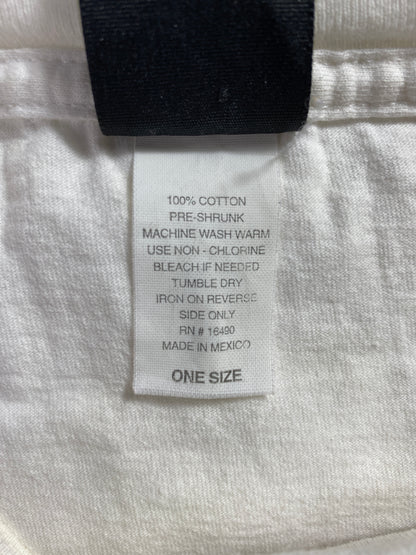 100% COTTON
PRE-SHRUNK
MACHINE WASH WARM
USE NON - CHLORINE
BLEACH IF NEEDED
TUMBLE DRY
IRON ON REVERSE
SIDE ONLY
RN # 16490
MADE IN MEXICO
ONE SIZE